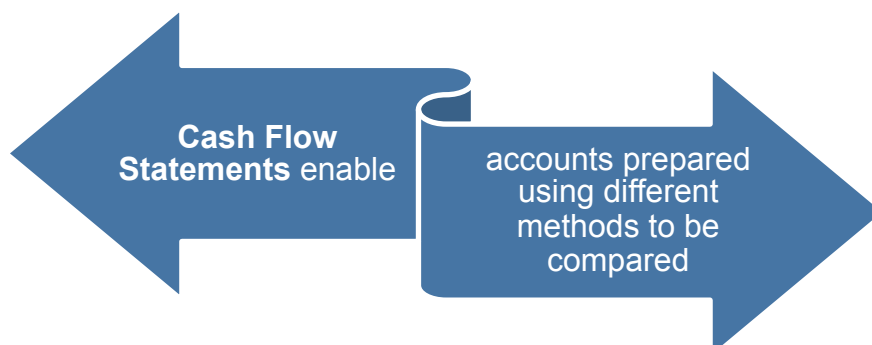 Cash Flow
Statements enable
accounts prepared
using different
methods to be
compared